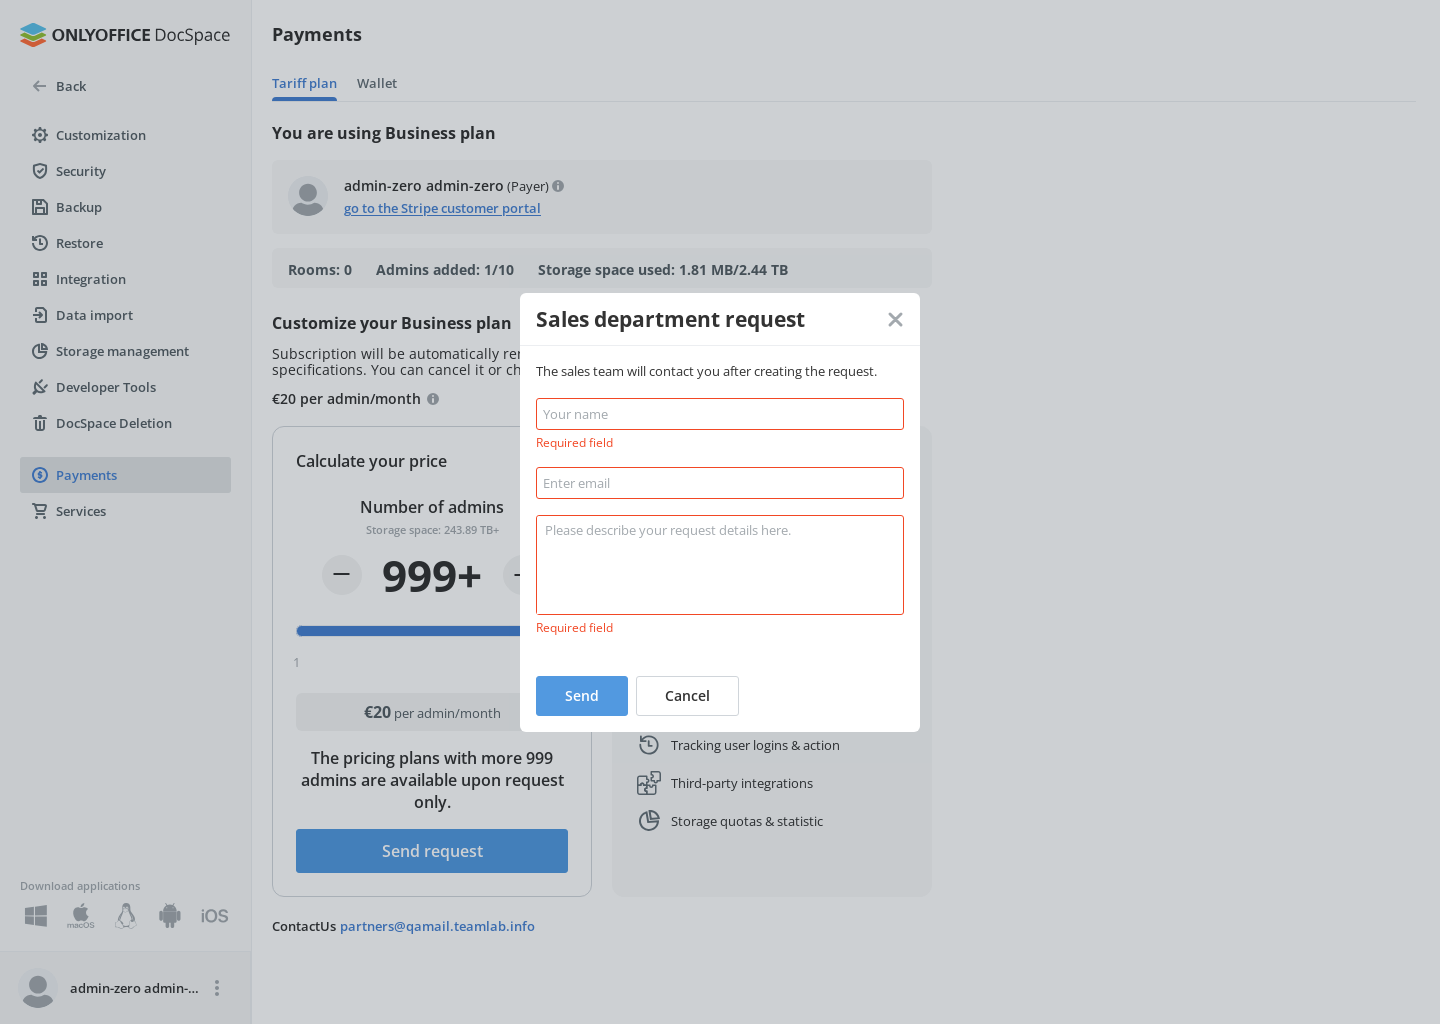 ONLYOFFICE DocSpace
Back
Customization
Security
Backup
Restore
Integration
Data import
Storage management
Developer Tools
DocSpace Deletion
Payments
Services
Download applications
macOS
iOS
admin-zero admin-...
Payments
Tariff plan
Wallet
You are using Business plan
admin-zero admin-zero (Payer)
go to the Stripe customer portal
Rooms: 0 Admins added: 1/10 Storage space used: 1.81 MB/2.44 TB
Customize your Business plan
Subscription will be automatically
specifications. You can cancel it or
€20 per admin/month
Calculate your price
Number of admins
Storage space: 243.89 TB+
999+
1
€20 per admin/month
The pricing plans with more 999
admins are available upon request
only.
Send request
Tracking user logins & action
Third-party integrations
Storage quotas & statistic
ContactUs partners@qamail.teamlab.info
Sales department request
The sales team will contact you after creating the request.
Your name
Required field
Enter email
Please describe your request details here.
Required field
Send
Cancel